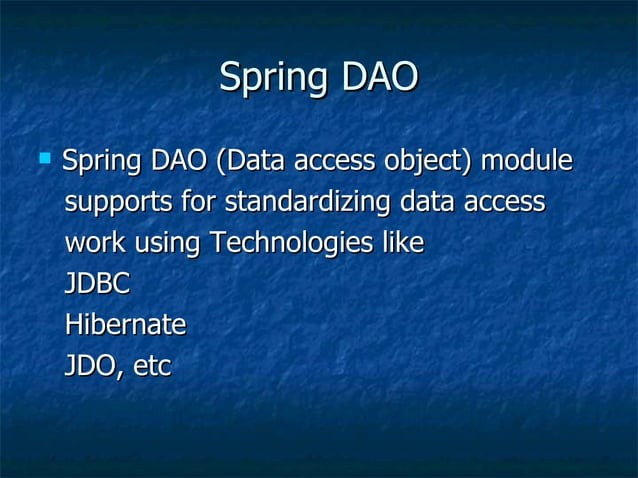 Spring DAO
Spring DAO (Data access object) module
supports for standardizing data access
work using Technologies like
JDBC
Hibernate
JDO, etc